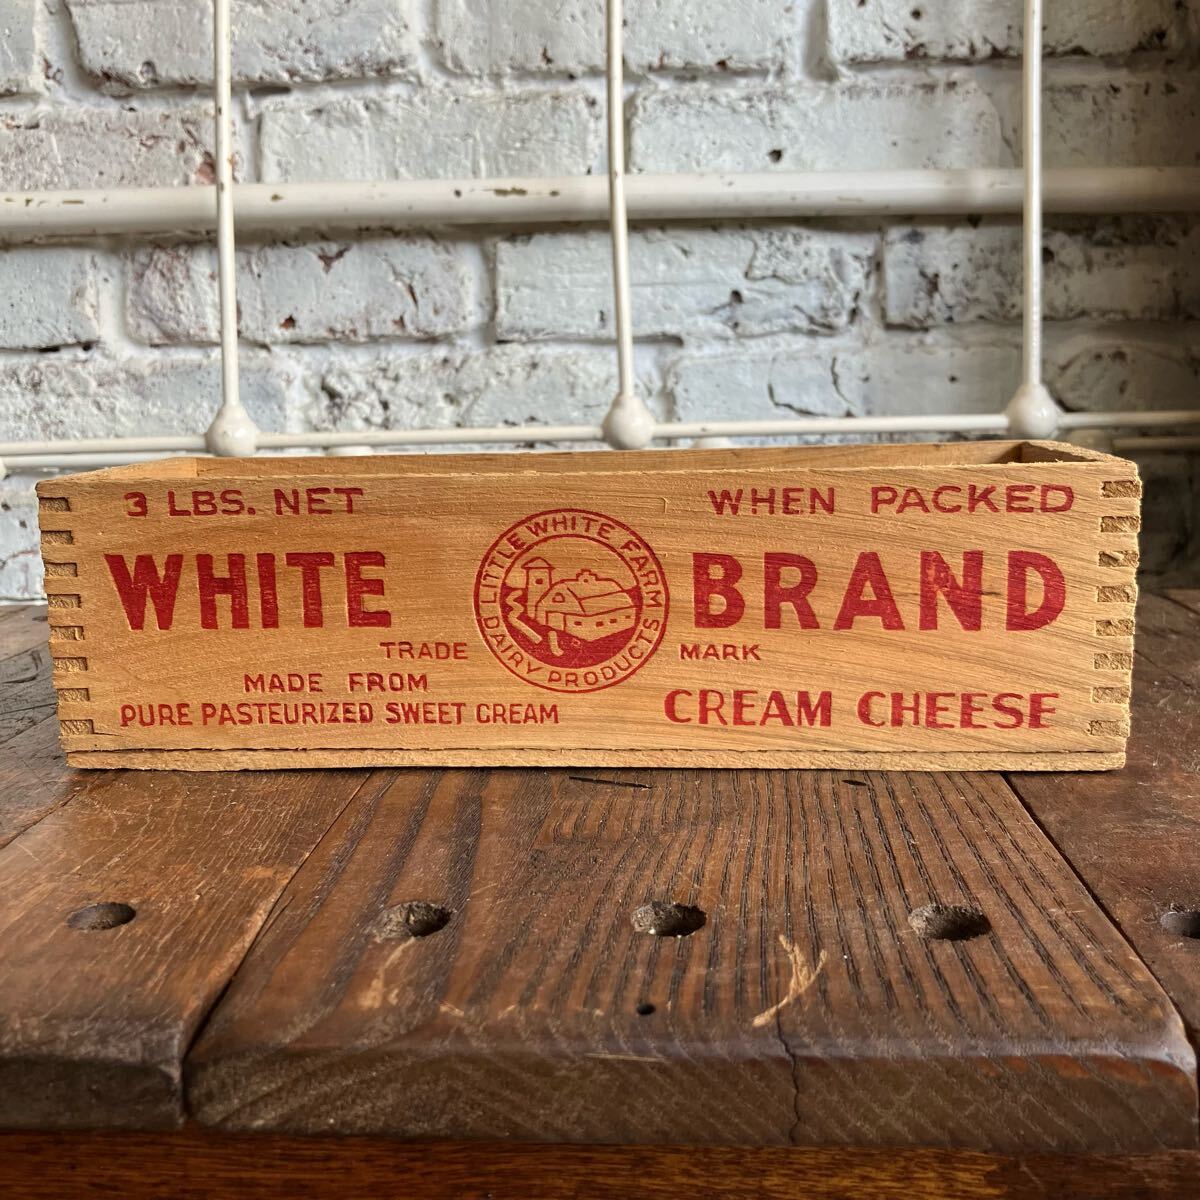 3 LBS. NET WHEN PACKED
WHITE BRAND
LITTLE WHITE FARM
DAIRY PRODUCTS
TRADE MARK
MADE FROM
PURE PASTEURIZED SWEET CREAM
CREAM CHEESE